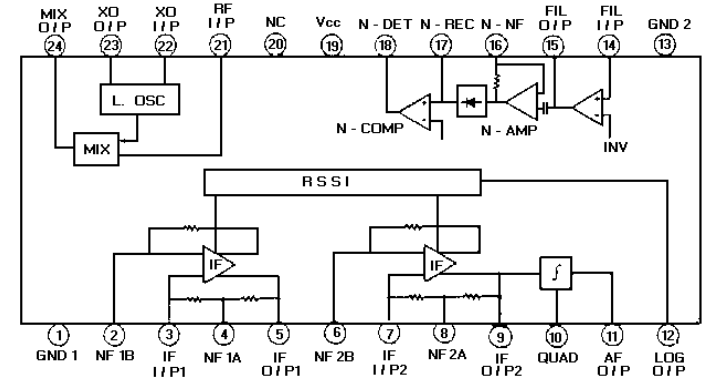 MIX XO XO RF
O/P O/P I/P I/P NC Vcc N-DET N-REC N-NF FIL O/P FIL I/P GND 2
24 23 22 21 20 19 18 17 16 15 14 13
L. OSC
N-COMP N-AMP INV
MIX
RSSI
IF IF ∫
1 2 3 4 5 6 7 8 9 10 11 12
GND 1 NF 1B IF NF 1A IF NF 2B IF NF 2A IF QUAD AF LOG
I/P1 O/P1 I/P2 O/P2 O/P O/P